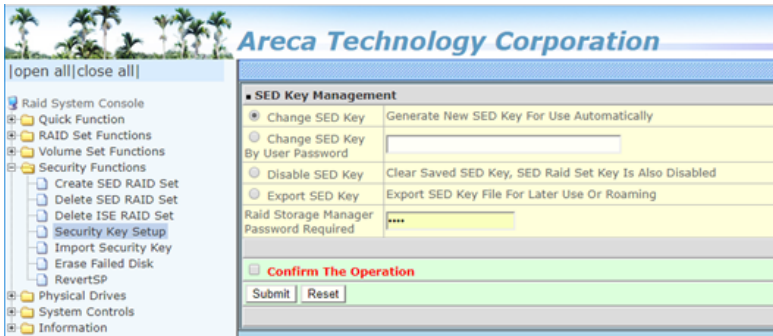 Areca Technology Corporation
|open all|close all|
Raid System Console
Quick Function
RAID Set Functions
Volume Set Functions
Security Functions
Create SED RAID Set
Delete SED RAID Set
Delete ISE RAID Set
Security Key Setup
Import Security Key
Erase Failed Disk
RevertSP
Physical Drives
System Controls
Information
SED Key Management
Change SED Key Generate New SED Key For Use Automatically
Change SED Key
By User Password
Disable SED Key Clear Saved SED Key, SED Raid Set Key Is Also Disabled
Export SED Key Export SED Key File For Later Use Or Roaming
Raid Storage Manager
Password Required ••••
Confirm The Operation
Submit Reset